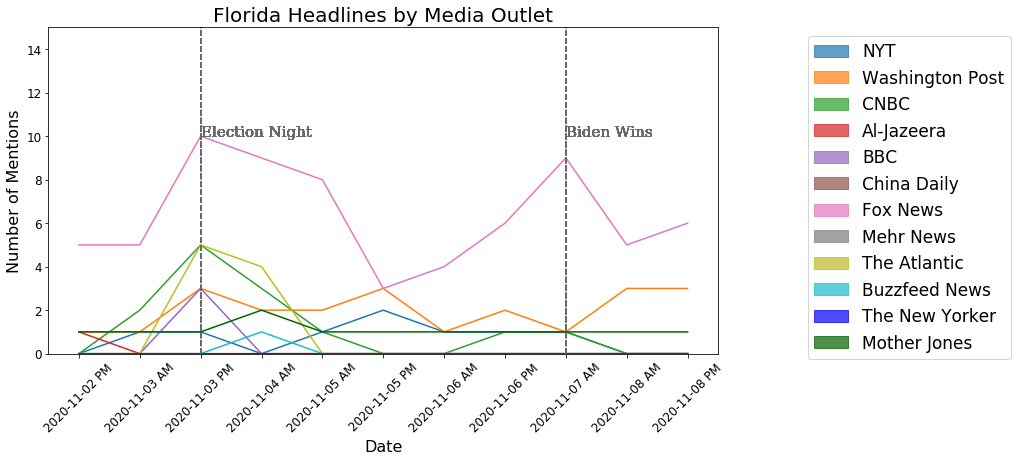 Florida Headlines by Media Outlet
Number of Mentions
14
12
10
8
6
4
2
0
Election Night
Biden Wins
2020-11-02 PM
2020-11-03 AM
2020-11-03 PM
2020-11-04 AM
2020-11-05 AM
2020-11-05 PM
2020-11-06 AM
2020-11-06 PM
2020-11-07 AM
2020-11-08 AM
2020-11-08 PM
Date
NYT
Washington Post
CNBC
Al-Jazeera
BBC
China Daily
Fox News
Mehr News
The Atlantic
Buzzfeed News
The New Yorker
Mother Jones